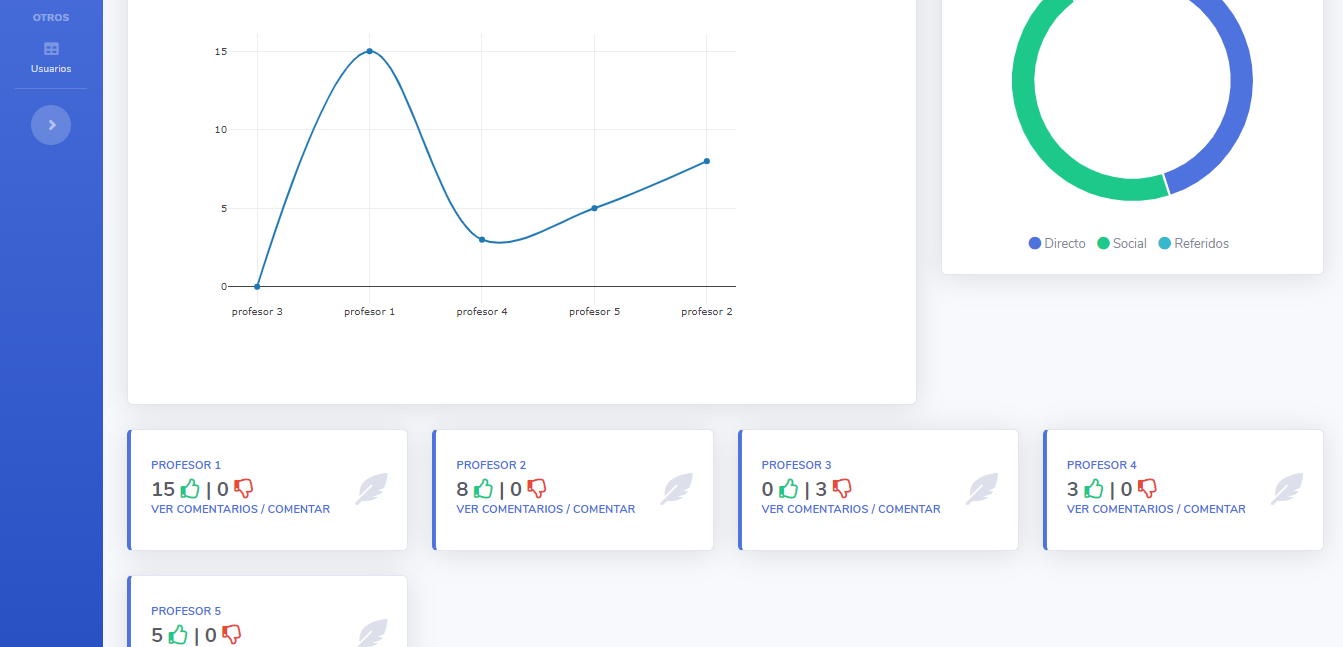 OTROS
Usuarios
15
10
5
0
profesor 3 profesor 1 profesor 4 profesor 5 profesor 2
Directo Social Referidos
PROFESOR 1
15 | 0
VER COMENTARIOS / COMENTAR
PROFESOR 2
8 | 0
VER COMENTARIOS / COMENTAR
PROFESOR 3
0 | 3
VER COMENTARIOS / COMENTAR
PROFESOR 4
3 | 0
VER COMENTARIOS / COMENTAR
PROFESOR 5
5 | 0